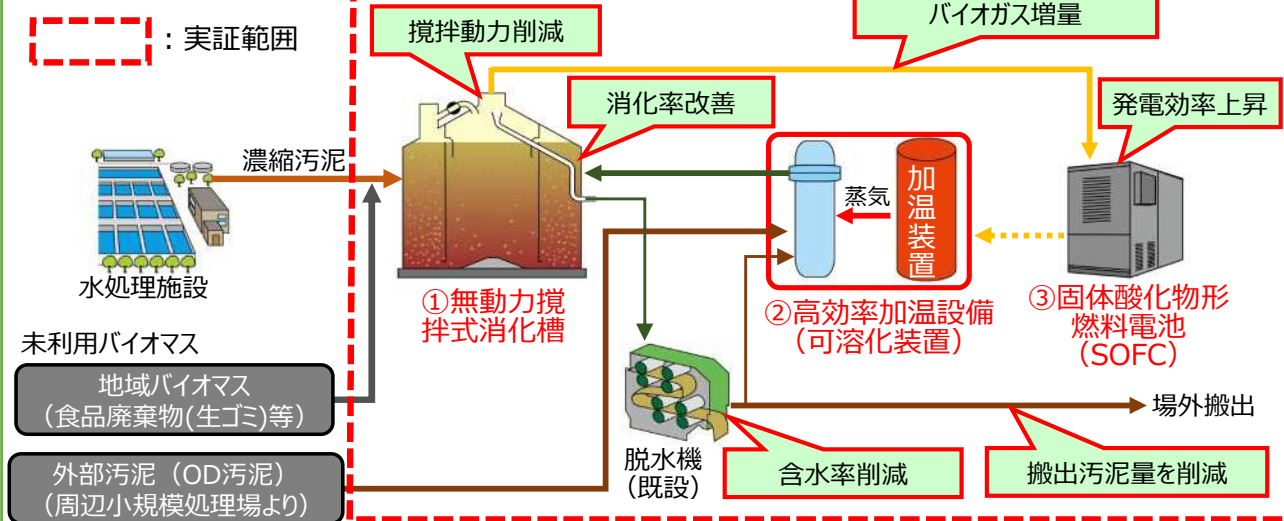 ：実証範囲
撹拌動力削減
バイオガス増量
消化率改善
発電効率上昇
濃縮汚泥
水処理施設
蒸気
加
温
装
置
①無動力撹
拌式消化槽
②高効率加温設備
（可溶化装置）
③固体酸化物形
燃料電池
（SOFC）
未利用バイオマス
地域バイオマス
（食品廃棄物(生ゴミ)等）
外部汚泥（OD汚泥）
（周辺小規模処理場より）
脱水機
（既設）
含水率削減
搬出汚泥量を削減
場外搬出